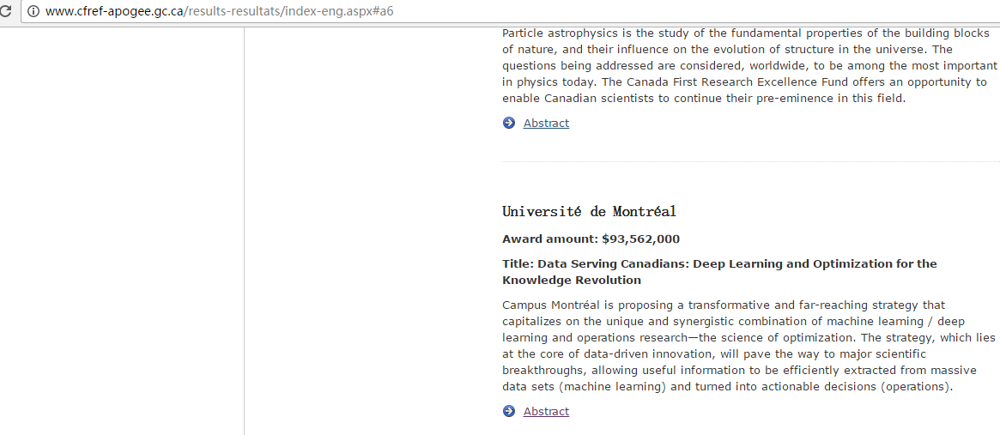 www.cfref-apogee.gc.ca/results-resultats/index-eng.aspx#a6
Particle astrophysics is the study of the fundamental properties of the building blocks
of nature, and their influence on the evolution of structure in the universe. The
questions being addressed are considered, worldwide, to be among the most important
in physics today. The Canada First Research Excellence Fund offers an opportunity to
enable Canadian scientists to continue their pre-eminence in this field.
Abstract
Université de Montréal
Award amount: $93,562,000
Title: Data Serving Canadians: Deep Learning and Optimization for the
Knowledge Revolution
Campus Montréal is proposing a transformative and far-reaching strategy that
capitalizes on the unique and synergistic combination of machine learning / deep
learning and operations research—the science of optimization. The strategy, which lies
at the core of data-driven innovation, will pave the way to major scientific
breakthroughs, allowing useful information to be efficiently extracted from massive
data sets (machine learning) and turned into actionable decisions (operations).
Abstract